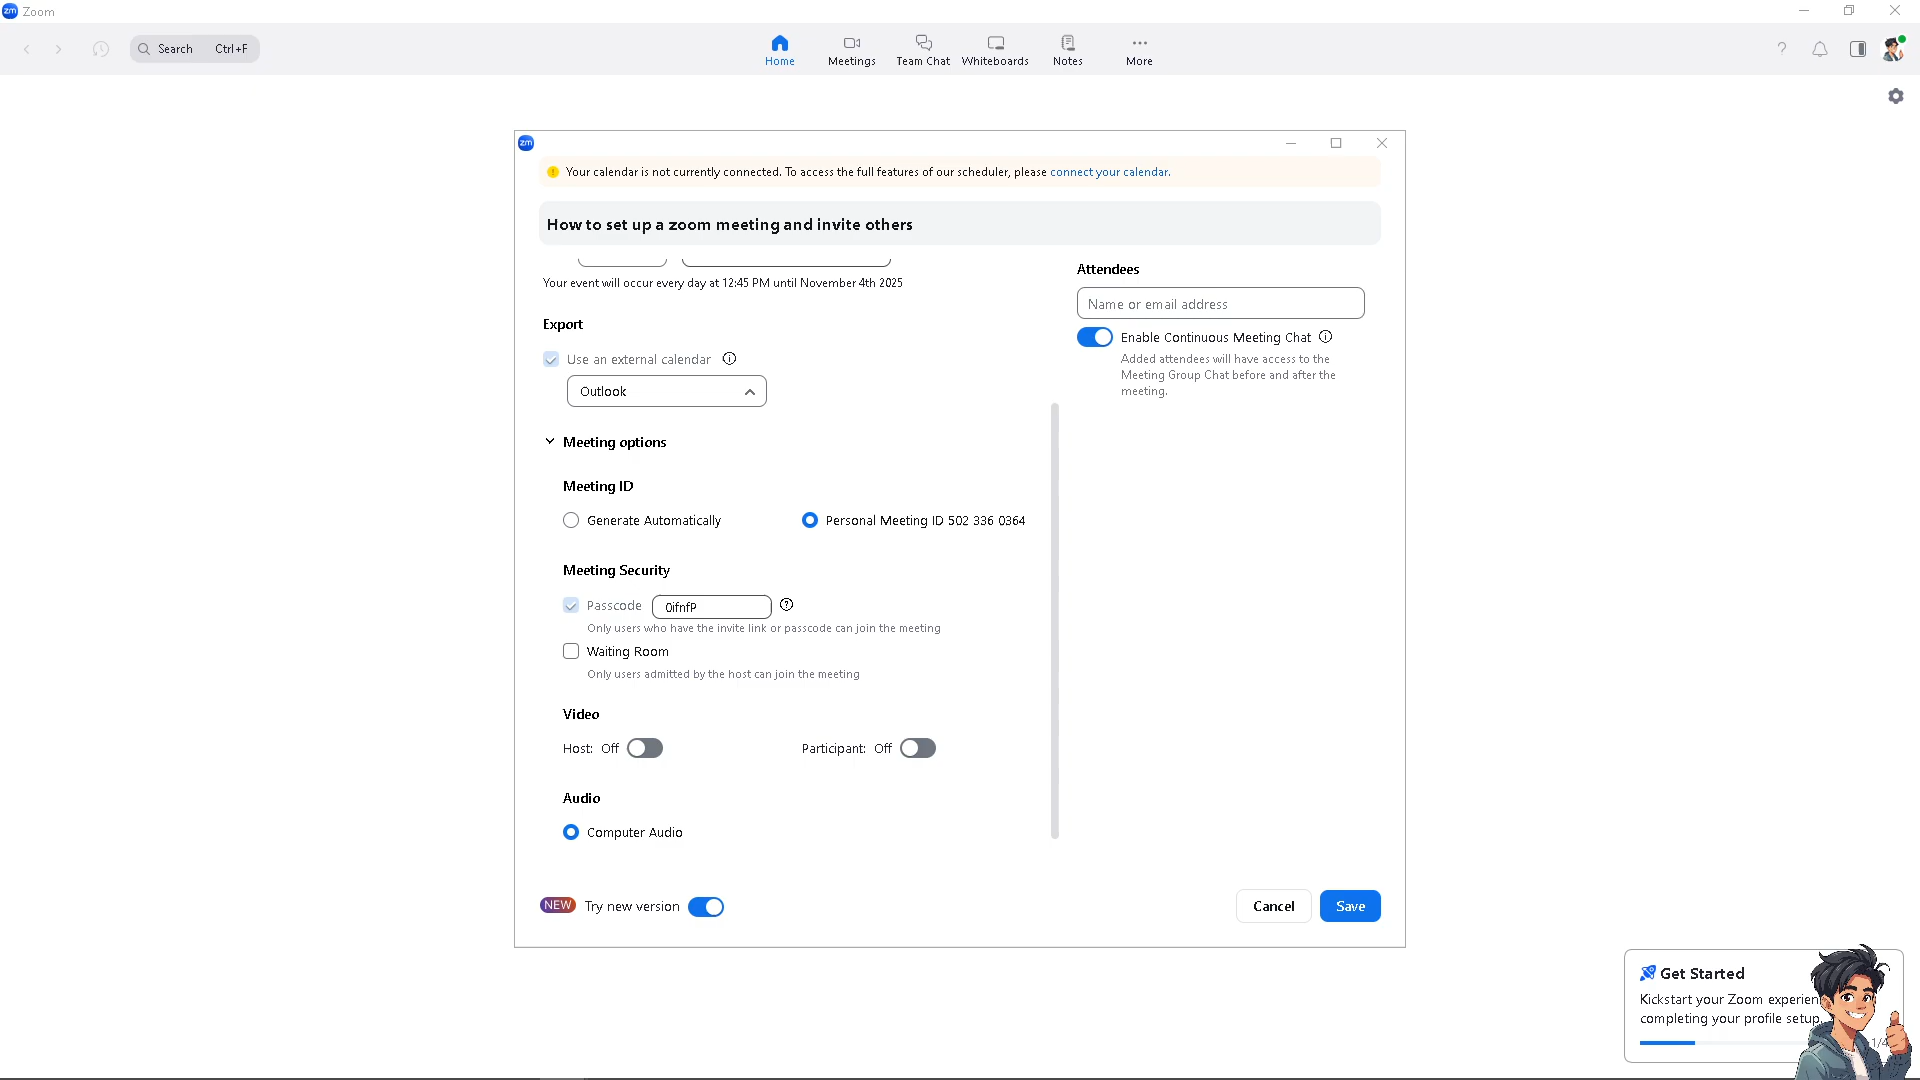 zm Zoom
Search Ctrl+F
Home Meetings Team Chat Whiteboards Notes More
zm
Your calendar is not currently connected. To access the full features of our scheduler, please connect your calendar.
How to set up a zoom meeting and invite others
Your event will occur every day at 12:45 PM until November 4th 2025
Export
Use an external calendar
Outlook
Meeting options
Meeting ID
Generate Automatically
Personal Meeting ID 502 336 0364
Meeting Security
Passcode 0ifnfP
Only users who have the invite link or passcode can join the meeting
Waiting Room
Only users admitted by the host can join the meeting
Video
Host: Off
Participant: Off
Audio
Computer Audio
Attendees
Name or email address
Enable Continuous Meeting Chat
Added attendees will have access to the
Meeting Group Chat before and after the
meeting.
NEW Try new version
Cancel Save
Get Started
Kickstart your Zoom experien
completing your profile setup.
1/4